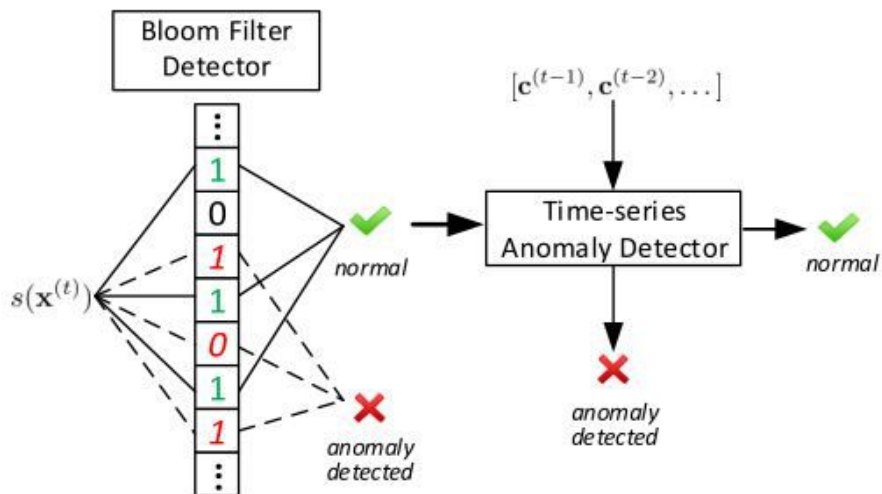 Bloom Filter
Detector
⋮
1
0
1
1
0
1
1
⋮
s(x^(t))
normal
anomaly
detected
[c^(t−1), c^(t−2), . . . ]
Time-series
Anomaly Detector
normal
anomaly
detected